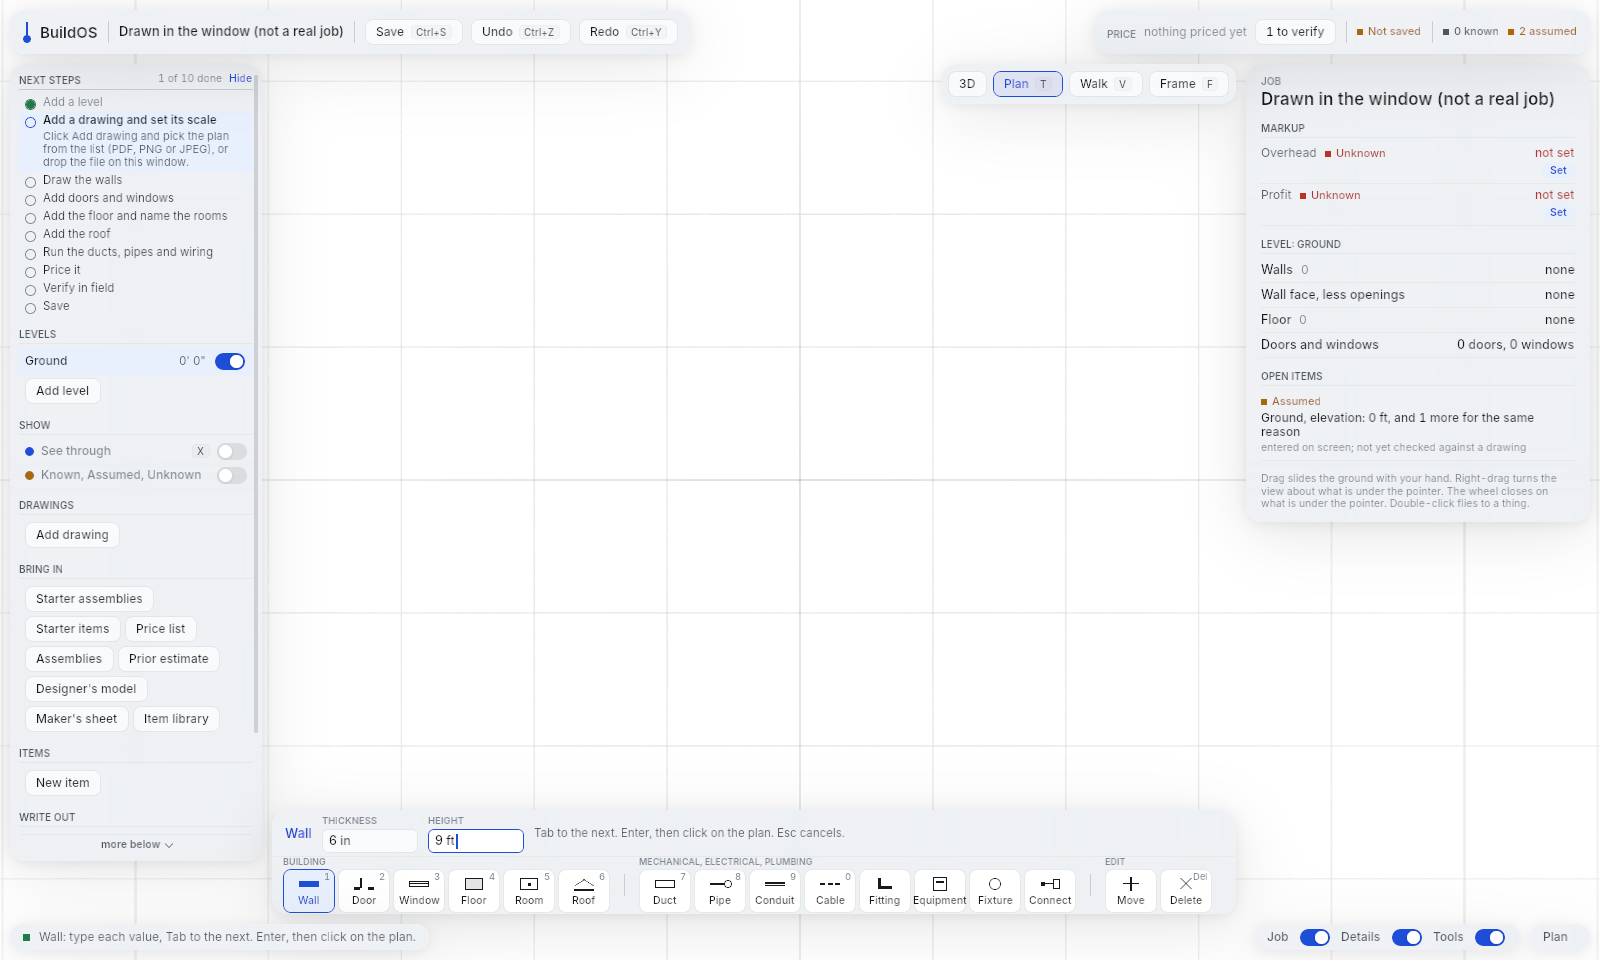 BuildOS
Drawn in the window (not a real job)
Save Ctrl+S
Undo Ctrl+Z
Redo Ctrl+Y
PRICE nothing priced yet
1 to verify
Not saved
0 known
2 assumed
NEXT STEPS 1 of 10 done Hide
Add a level
Add a drawing and set its scale
Click Add drawing and pick the plan
from the list (PDF, PNG or JPEG), or
drop the file on this window.
Draw the walls
Add doors and windows
Add the floor and name the rooms
Add the roof
Run the ducts, pipes and wiring
Price it
Verify in field
Save
LEVELS
Ground 0' 0"
Add level
SHOW
See through X
Known, Assumed, Unknown
DRAWINGS
Add drawing
BRING IN
Starter assemblies
Starter items Price list
Assemblies Prior estimate
Designer's model
Maker's sheet Item library
ITEMS
New item
WRITE OUT
more below
3D
Plan T
Walk V
Frame F
JOB
Drawn in the window (not a real job)
MARKUP
Overhead Unknown not set
Set
Profit Unknown not set
Set
LEVEL: GROUND
Walls 0 none
Wall face, less openings none
Floor 0 none
Doors and windows 0 doors, 0 windows
OPEN ITEMS
Assumed
Ground, elevation: 0 ft, and 1 more for the same
reason
entered on screen; not yet checked against a drawing
Drag slides the ground with your hand. Right-drag turns the
view about what is under the pointer. The wheel closes on
what is under the pointer. Double-click flies to a thing.
Wall
THICKNESS
6 in
HEIGHT
9 ft
Tab to the next. Enter, then click on the plan. Esc cancels.
BUILDING
Wall 1
Door 2
Window 3
Floor 4
Room 5
Roof 6
MECHANICAL, ELECTRICAL, PLUMBING
Duct 7
Pipe 8
Conduit 9
Cable 0
Fitting
Equipment
Fixture
Connect
EDIT
Move
Delete Del
Wall: type each value, Tab to the next. Enter, then click on the plan.
Job
Details
Tools
Plan